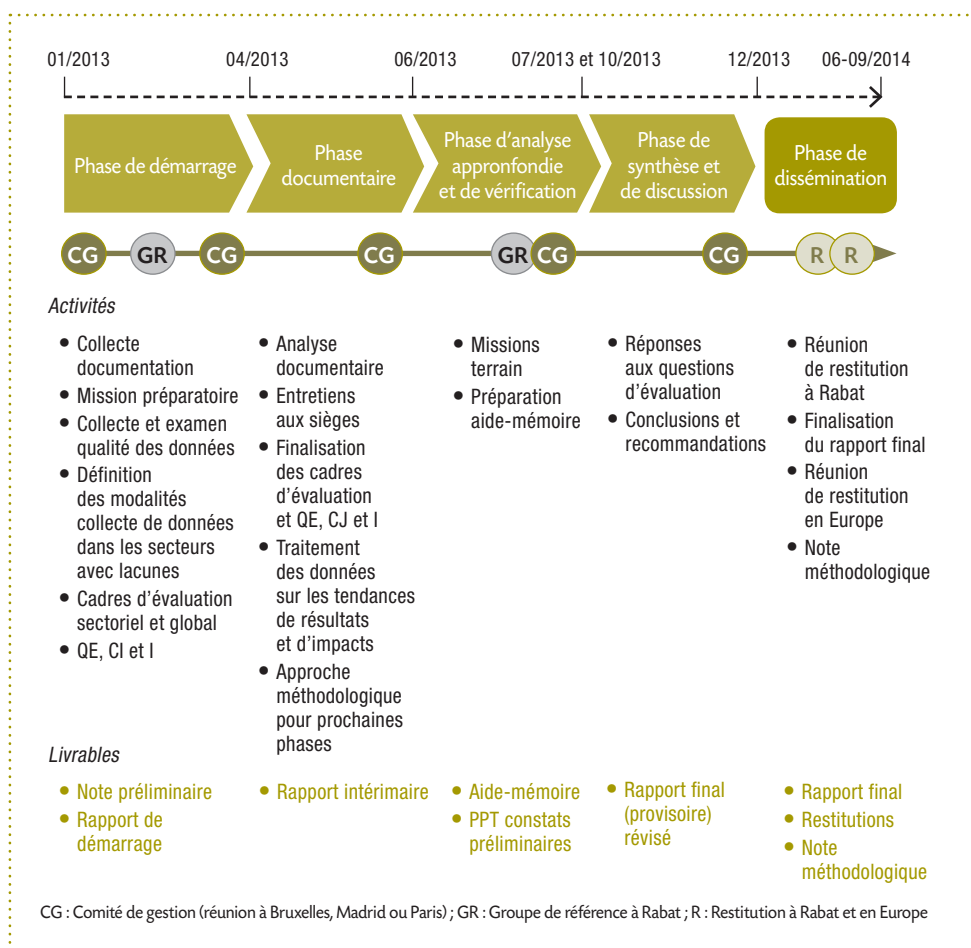 01/2013 04/2013 06/2013 07/2013 et 10/2013 12/2013 06-09/2014
Phase de démarrage
Phase
documentaire
Phase d'analyse
appronfondie
et de vérification
Phase de
synthèse et
de discussion
Phase de
dissémination
CG GR CG CG GR CG CG R R
Activités
• Collecte
documentation
• Mission préparatoire
• Collecte et examen
qualité des données
• Définition
des modalités
collecte de données
dans les secteurs
avec lacunes
• Cadres d'évaluation
sectoriel et global
• QE, CI et I
• Analyse
documentaire
• Entretiens
aux sièges
• Finalisation
des cadres
d'évaluation
et QE, CJ et I
• Traitement
des données
sur les tendances
de résultats
et d'impacts
• Approche
méthodologique
pour prochaines
phases
• Missions
terrain
• Préparation
aide-mémoire
• Réponses
aux questions
d'évaluation
• Conclusions et
recommandations
• Réunion
de restitution
à Rabat
• Finalisation
du rapport final
• Réunion
de restitution
en Europe
• Note
méthodologique
Livrables
• Note préliminaire
• Rapport de
démarrage
• Rapport intérimaire
• Aide-mémoire
• PPT constats
préliminaires
• Rapport final
(provisoire)
révisé
• Rapport final
• Restitutions
• Note
méthodologique
CG : Comité de gestion (réunion à Bruxelles, Madrid ou Paris) ; GR : Groupe de référence à Rabat ; R : Restitution à Rabat et en Europe